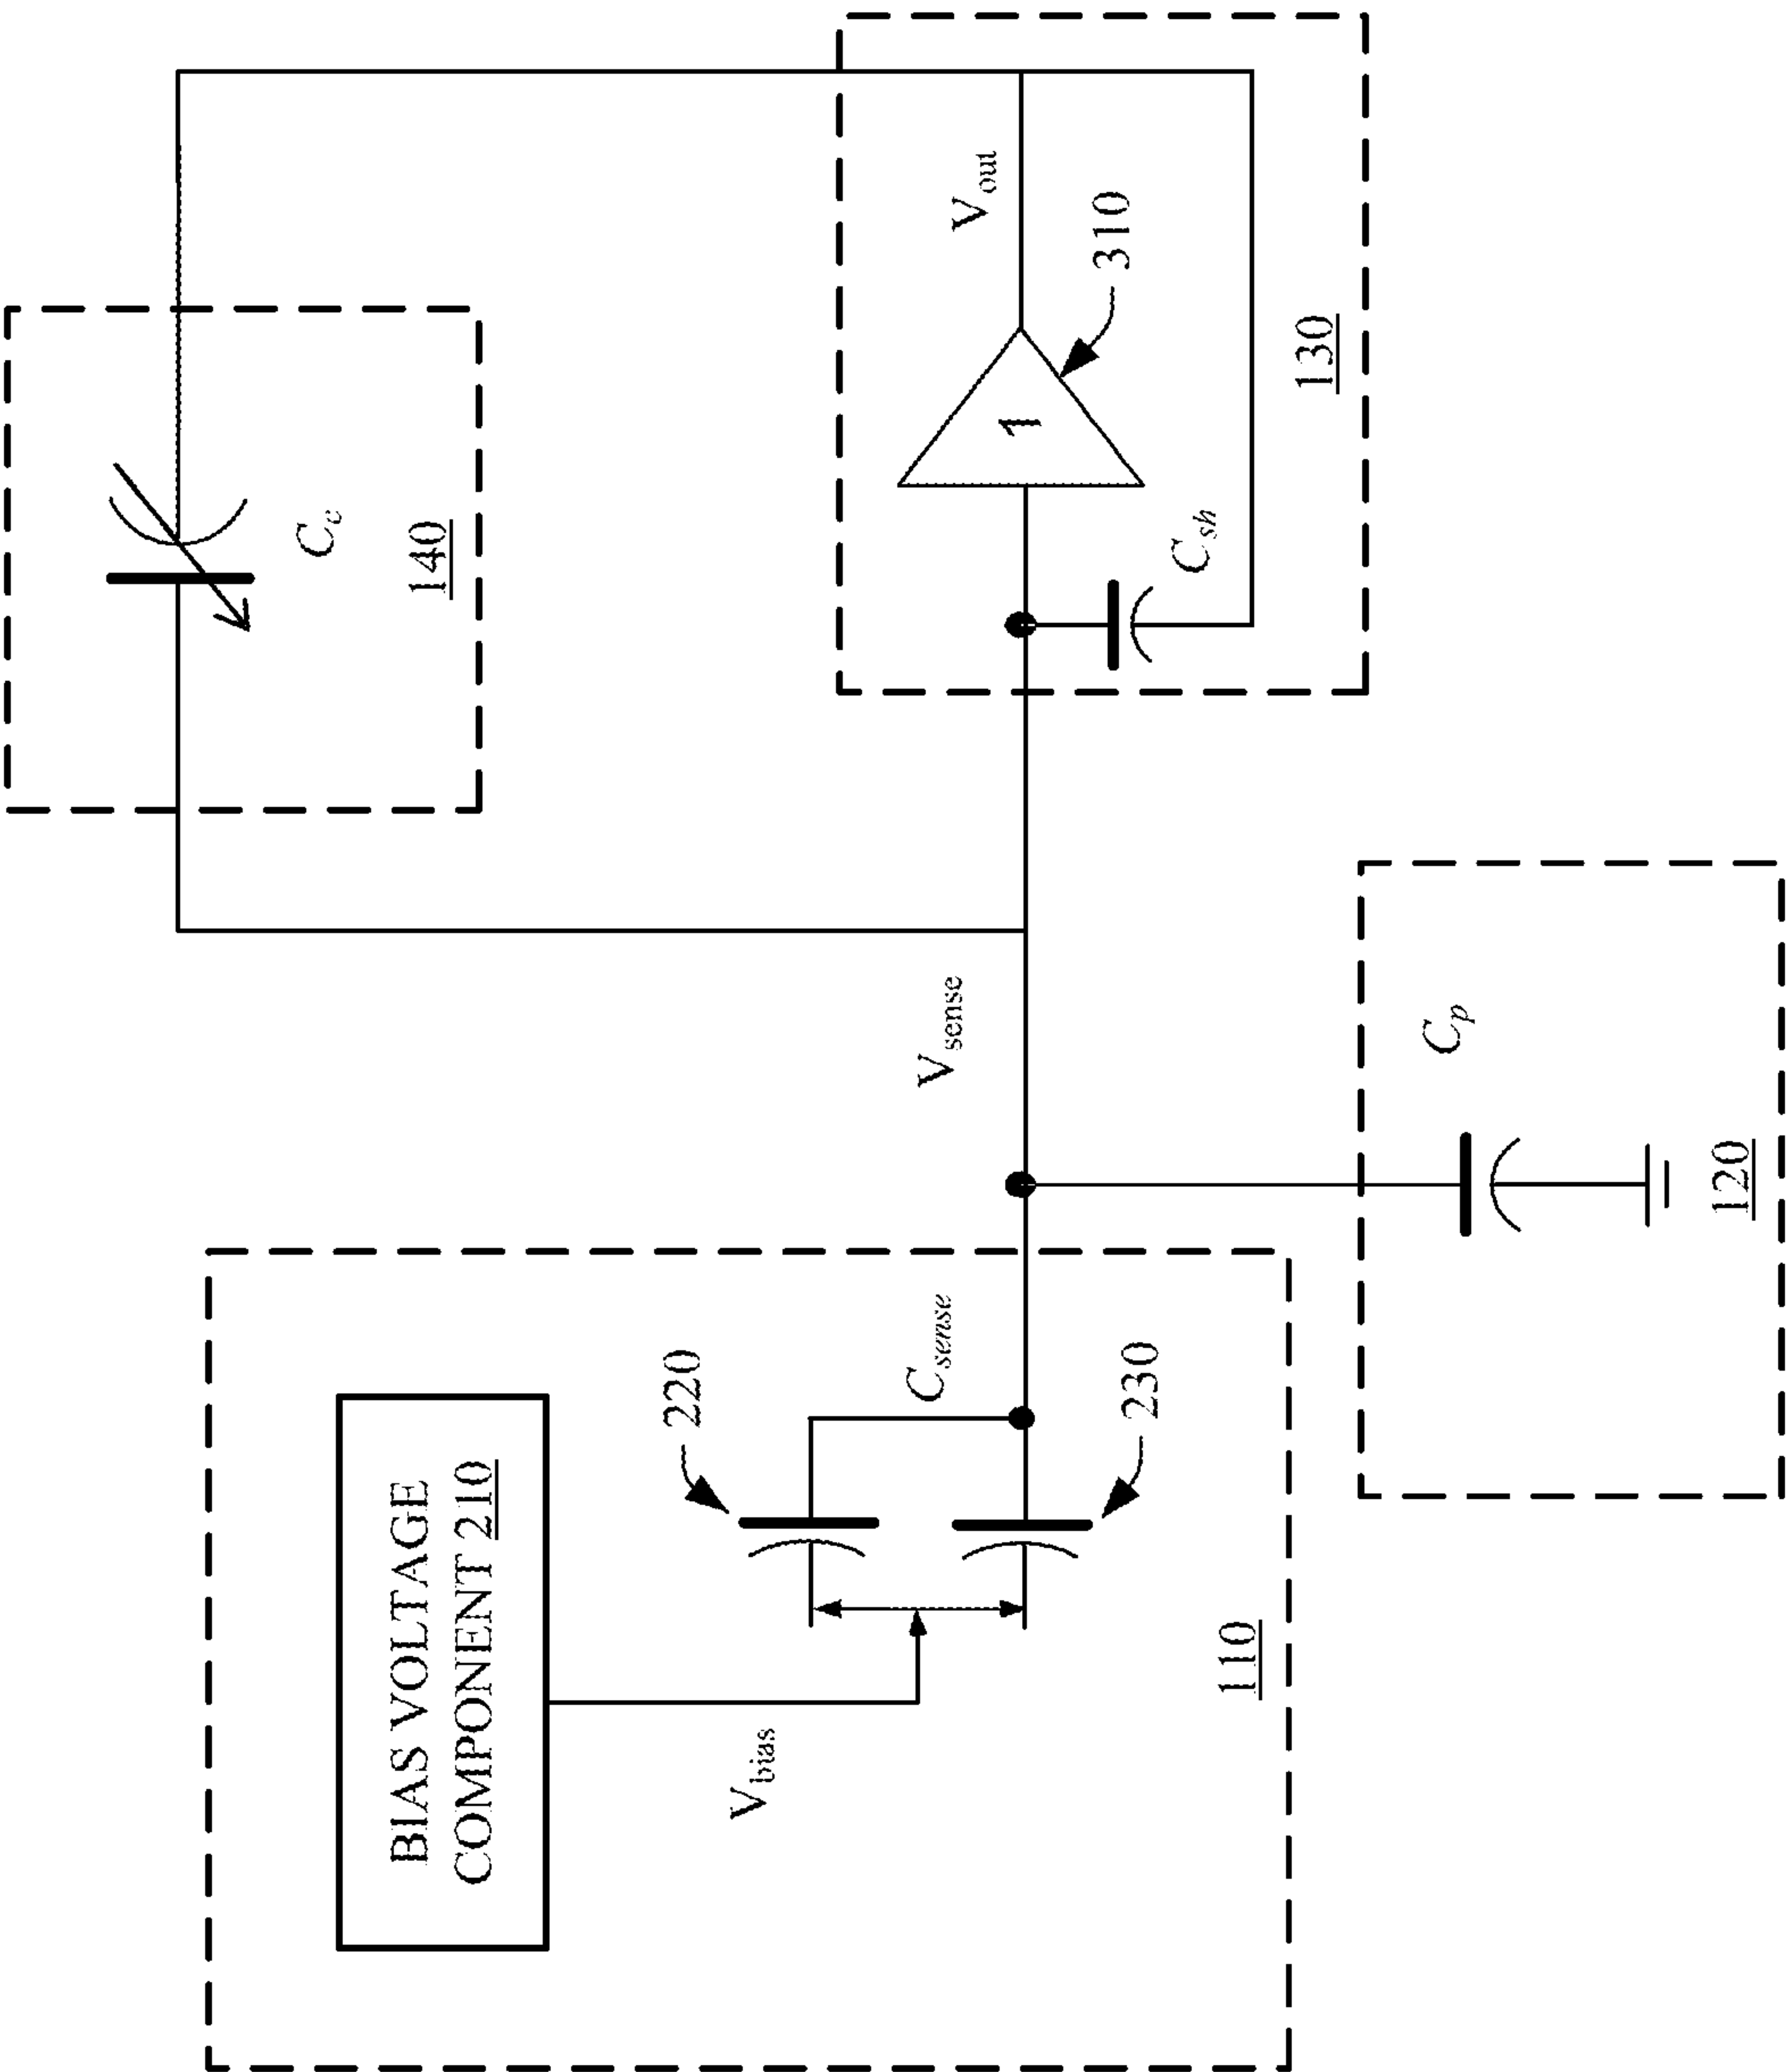 BIAS VOLTAGE
COMPONENT 210
V_bias
220
C_sense
230
110
V_sense
C_p
120
C_c
140
1
V_out
310
C_sh
130